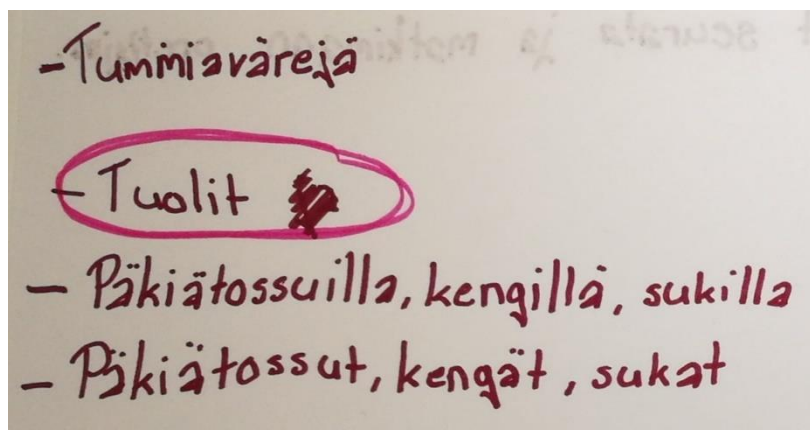 -Tummiavärejä
- Tuolit
- Päkiätossuilla, kengillä, sukilla
- Päkiätossut, kengät, sukat